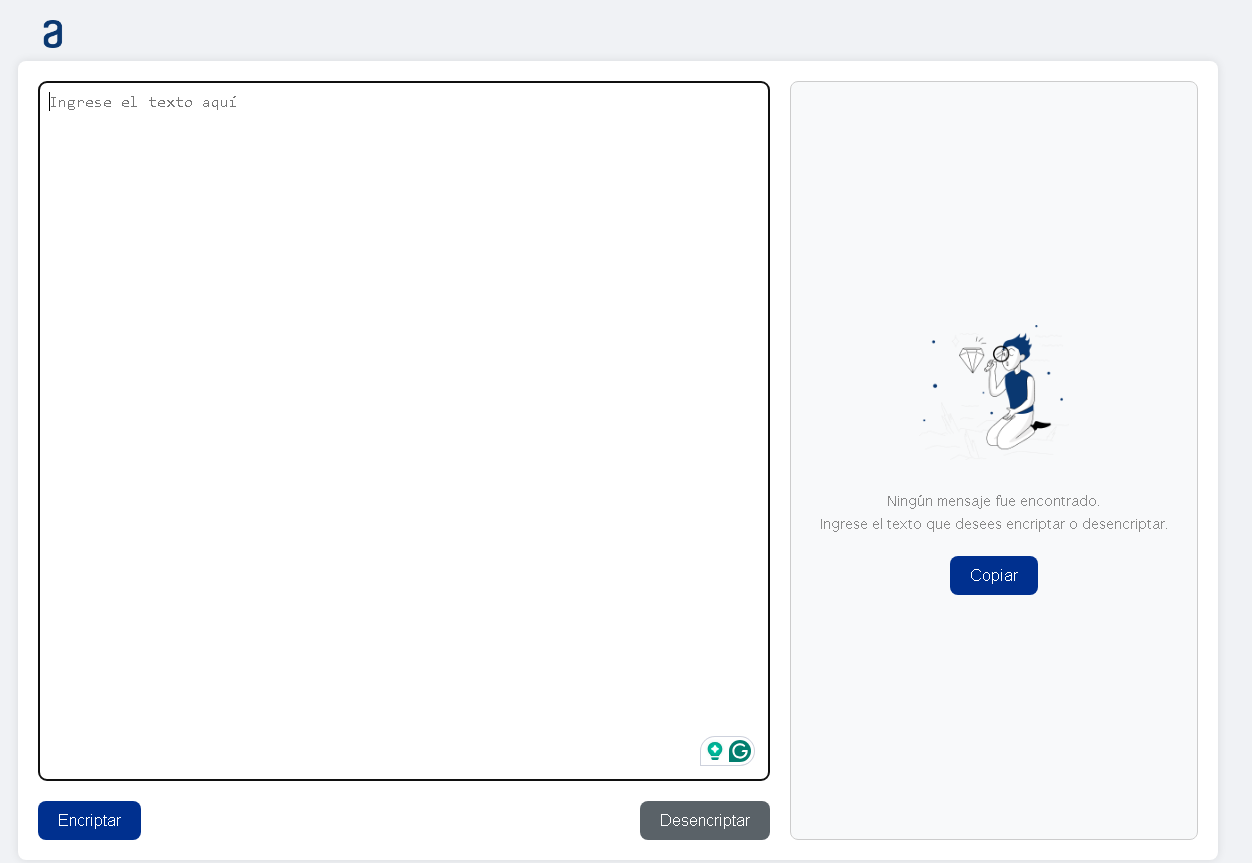 a
Ingrese el texto aquí
Ningún mensaje fue encontrado.
Ingrese el texto que desees encriptar o desencriptar.
Copiar
G
Encriptar
Desencriptar